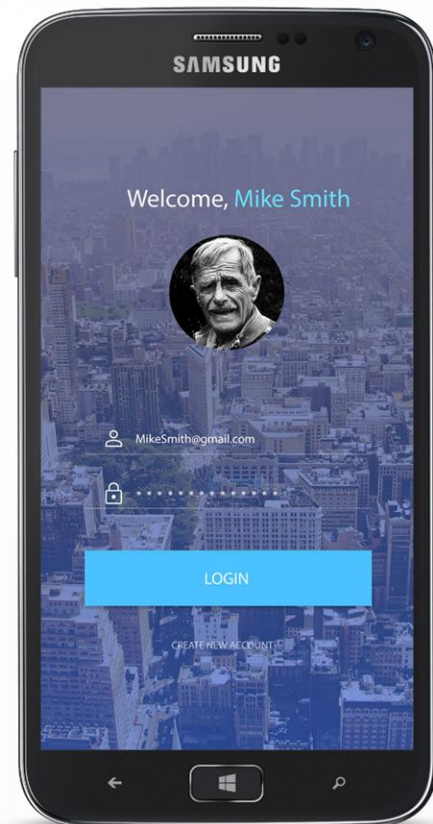 SAMSUNG
Welcome, Mike Smith
MikeSmith@gmail.com
* * * * * * * * * * * * *
LOGIN
CREATE NEW ACCOUNT